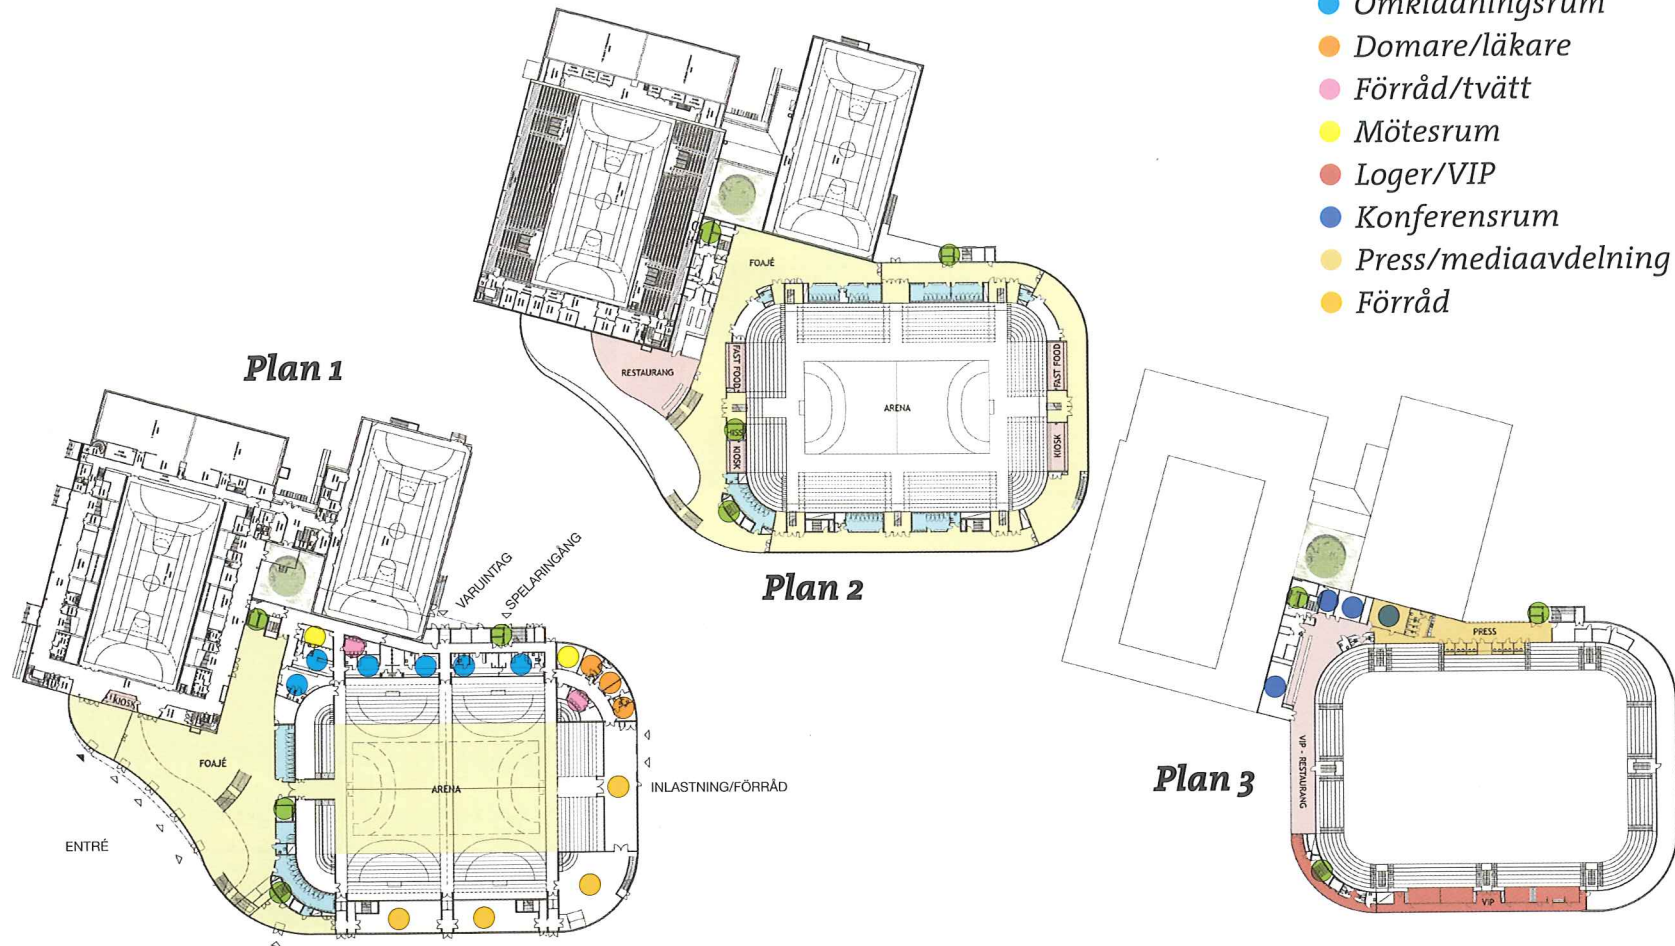 Omklädningsrum
Domare/läkare
Förråd/tvätt
Mötesrum
Loger/VIP
Konferensrum
Press/mediaavdelning
Förråd
Plan 1
KIOSK
FOAJÉ
ARENA
ENTRÉ
VARUINTAG
SPELARINGÅNG
INLASTNING/FÖRRÅD
Plan 2
FOAJÉ
RESTAURANG
FAST FOOD
HISS
KIOSK
ARENA
FAST FOOD
KIOSK
Plan 3
PRESS
VIP - RESTAURANG
VIP